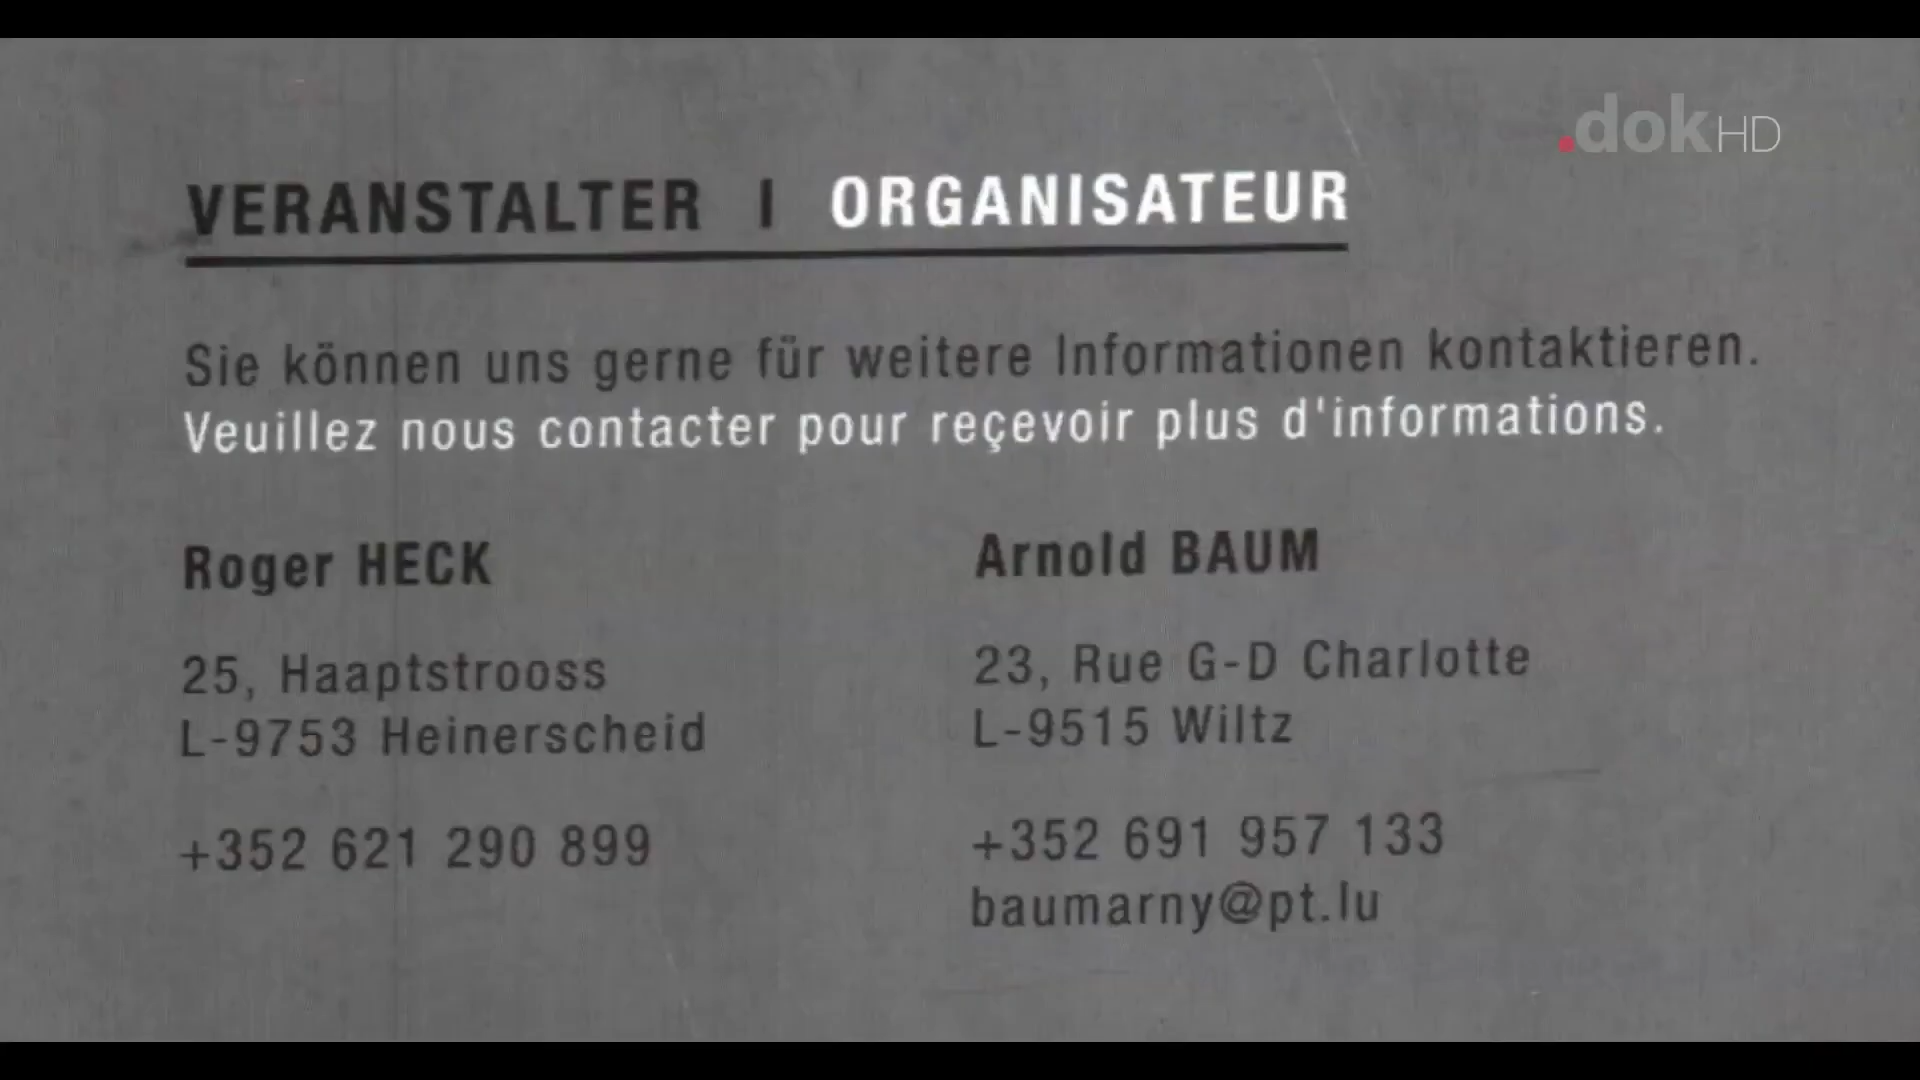 .dok HD
VERANSTALTER | ORGANISATEUR
Sie können uns gerne für weitere Informationen kontaktieren.
Veuillez nous contacter pour reçevoir plus d'informations.
Roger HECK
25, Haaptstrooss
L-9753 Heinerscheid
+352 621 290 899
Arnold BAUM
23, Rue G-D Charlotte
L-9515 Wiltz
+352 691 957 133
baumarny@pt.lu